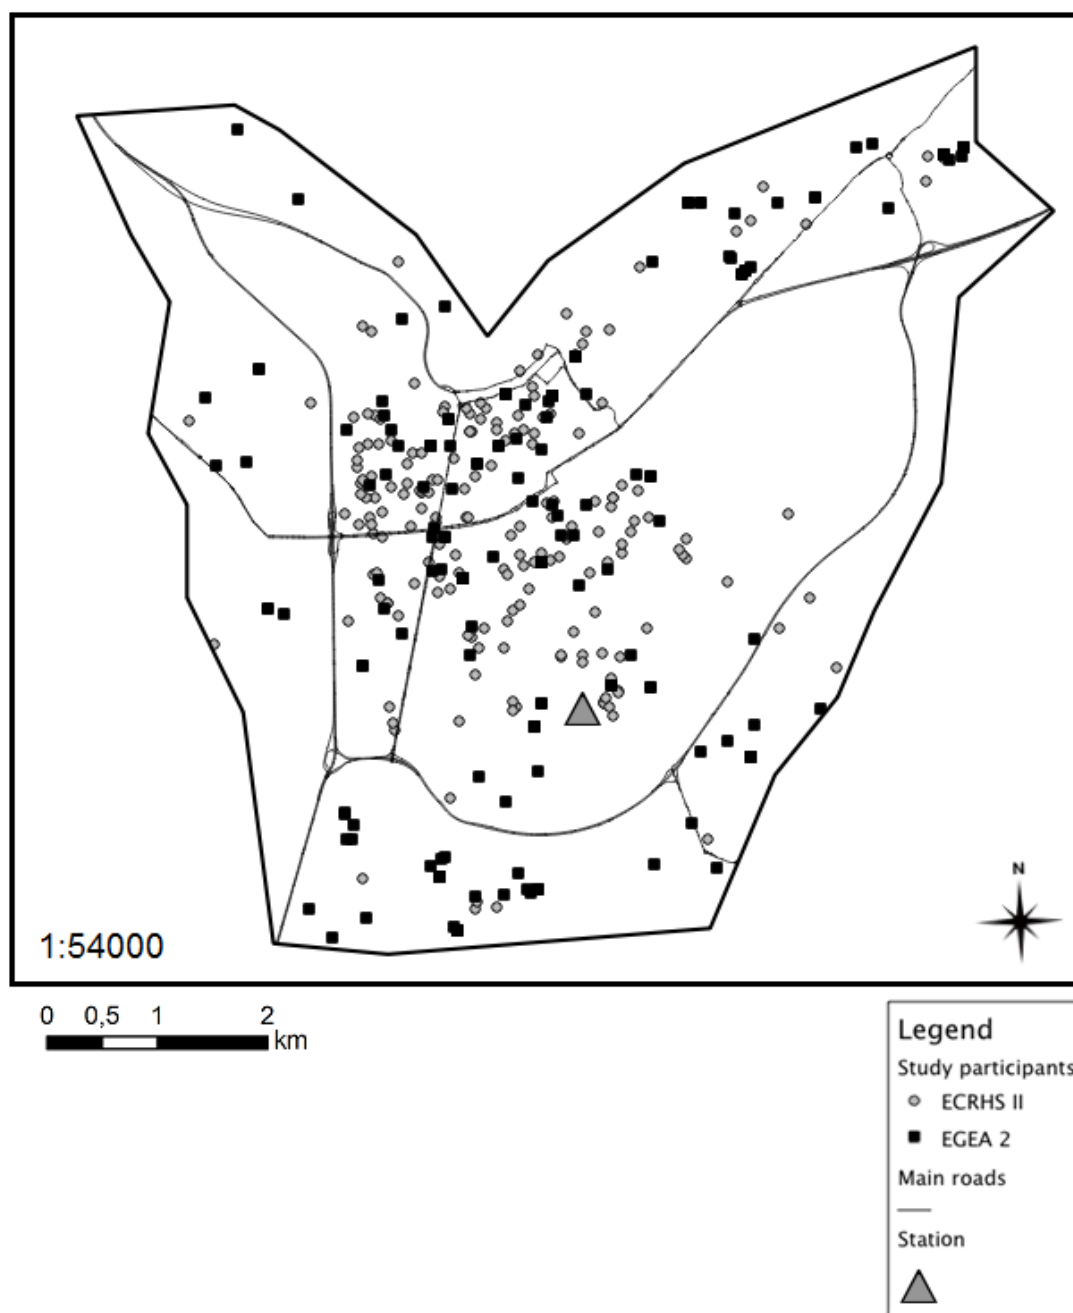 N
1:54000
0 0,5 1 2
km
Legend
Study participants
ECRHS II
EGEA 2
Main roads
Station